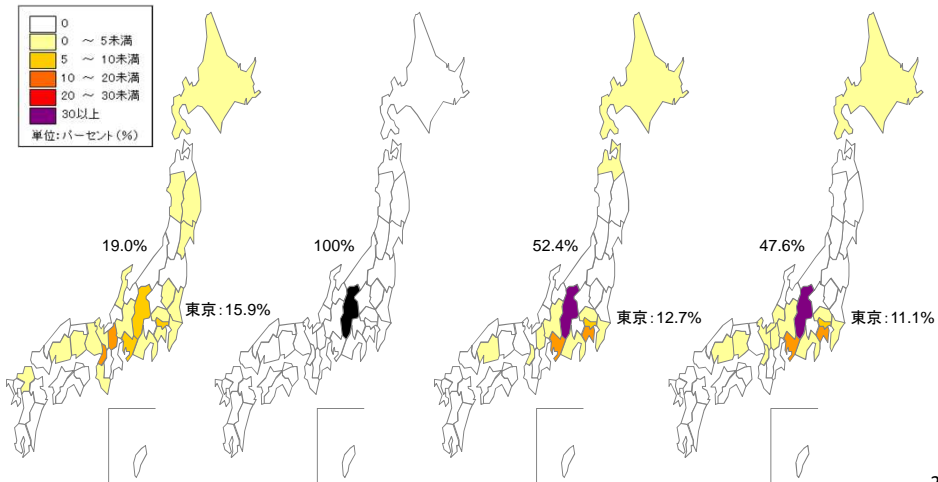 0
0 ～ 5未満
5 ～ 10未満
10 ～ 20未満
20 ～ 30未満
30以上
単位：パーセント（%）
19.0%
100%
52.4%
47.6%
東京：15.9%
東京：12.7%
東京：11.1%